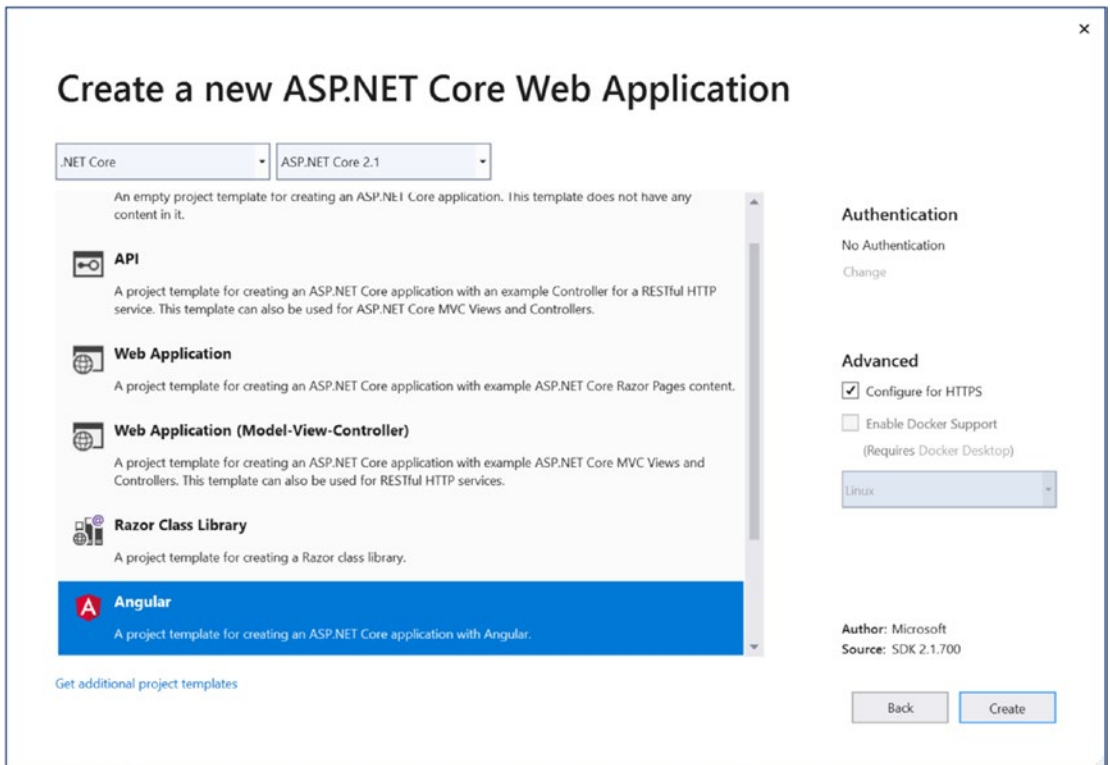 Create a new ASP.NET Core Web Application
.NET Core
ASP.NET Core 2.1
An empty project template for creating an ASP.NET Core application. This template does not have any
content in it.
API
A project template for creating an ASP.NET Core application with an example Controller for a RESTful HTTP
service. This template can also be used for ASP.NET Core MVC Views and Controllers.
Web Application
A project template for creating an ASP.NET Core application with example ASP.NET Core Razor Pages content.
Web Application (Model-View-Controller)
A project template for creating an ASP.NET Core application with example ASP.NET Core MVC Views and
Controllers. This template can also be used for RESTful HTTP services.
Razor Class Library
A project template for creating a Razor class library.
Angular
A project template for creating an ASP.NET Core application with Angular.
Get additional project templates
Authentication
No Authentication
Change
Advanced
Configure for HTTPS
Enable Docker Support
(Requires Docker Desktop)
Linux
Author: Microsoft
Source: SDK 2.1.700
Back
Create